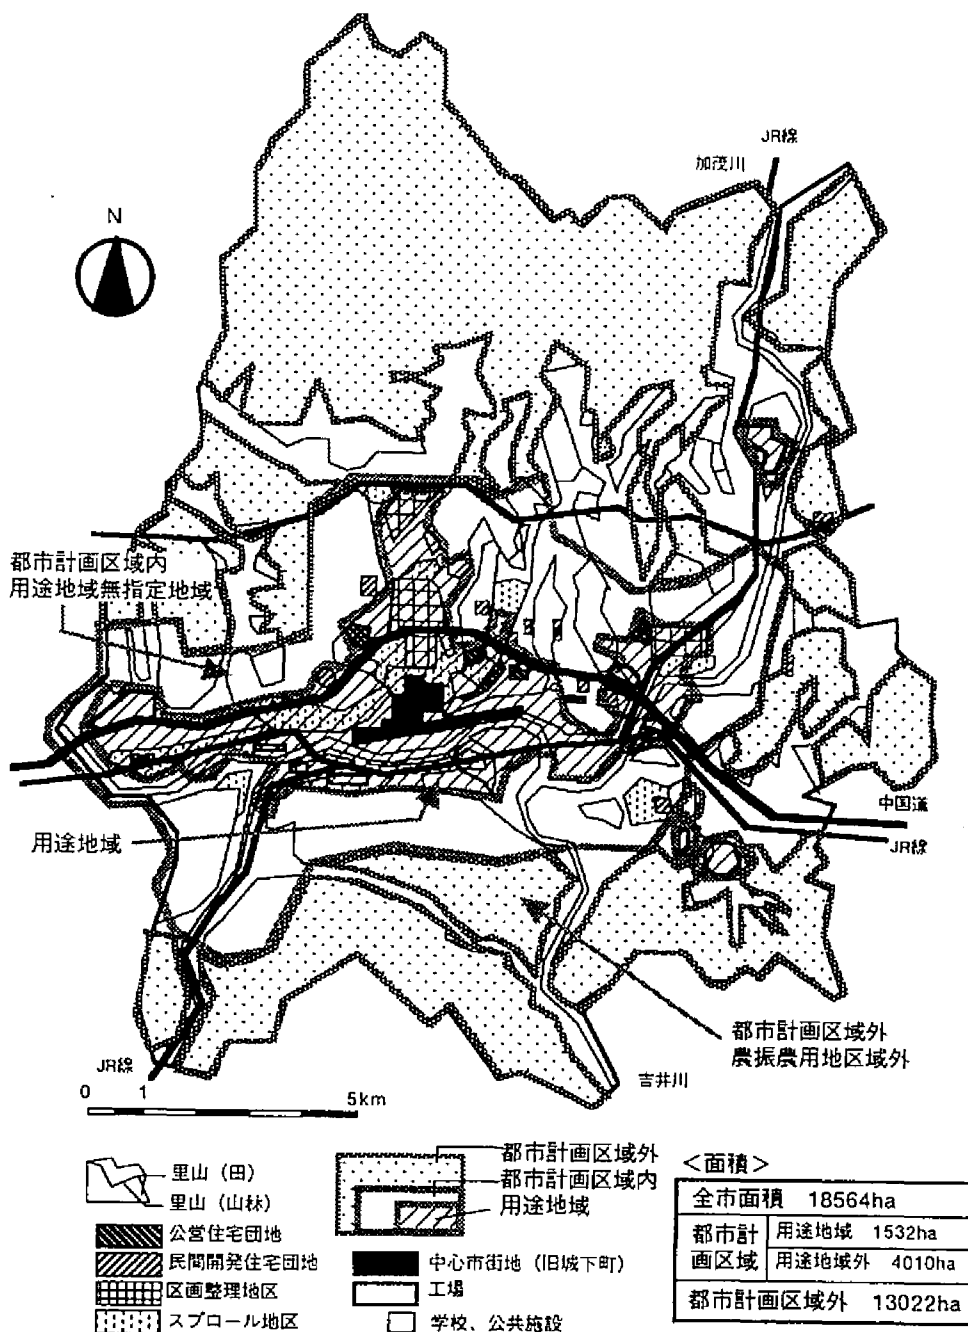 JR線
加茂川
N
都市計画区域内
用途地域無指定地域
用途地域
中国道
JR線
都市計画区域外
農振農用地区域外
JR線
吉井川
0 1 5km
里山（田）
里山（山林）
公営住宅団地
民間開発住宅団地
区画整理地区
スプロール地区
都市計画区域外
都市計画区域内
用途地域
中心市街地（旧城下町）
工場
学校、公共施設
＜面積＞
全市面積 18564ha
都市計画区域 用途地域 1532ha
用途地域外 4010ha
都市計画区域外 13022ha